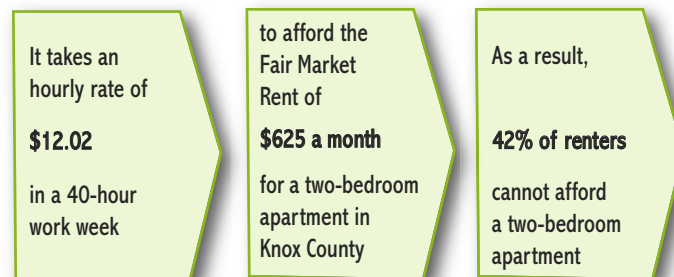 It takes an
hourly rate of
$12.02
in a 40-hour
work week
to afford the
Fair Market
Rent of
$625 a month
for a two-bedroom
apartment in
Knox County
As a result,
42% of renters
cannot afford
a two-bedroom
apartment